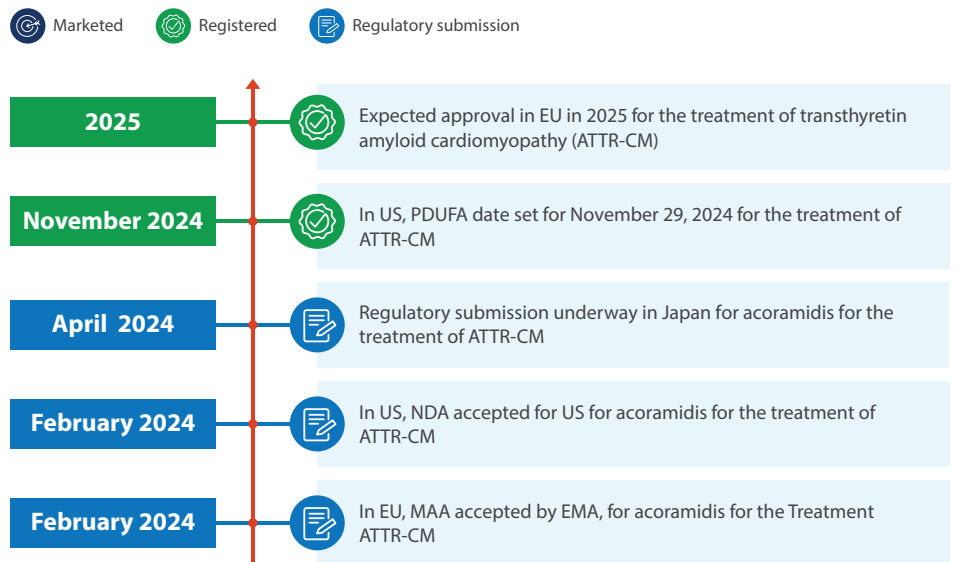 Marketed
Registered
Regulatory submission
2025
Expected approval in EU in 2025 for the treatment of transthyretin
amyloid cardiomyopathy (ATTR-CM)
November 2024
In US, PDUFA date set for November 29, 2024 for the treatment of
ATTR-CM
April 2024
Regulatory submission underway in Japan for acoramidis for the
treatment of ATTR-CM
February 2024
In US, NDA accepted for US for acoramidis for the treatment of
ATTR-CM
February 2024
In EU, MAA accepted by EMA, for acoramidis for the Treatment
ATTR-CM